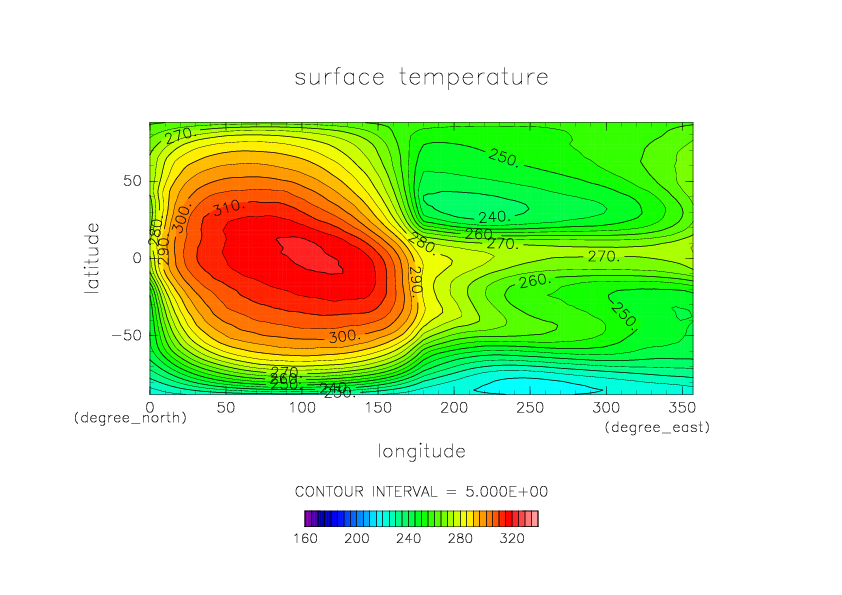 surface temperature
270.
250.
50
310.
300.
240.
280.
290.
260.
280.
270.
latitude
0
270.
290.
260.
250.
−50
300.
270.
260.
240.
0 50 100 150 200 250 300 350
(degree_north)
(degree_east)
longitude
CONTOUR INTERVAL = 5.000E+00
160 200 240 280 320